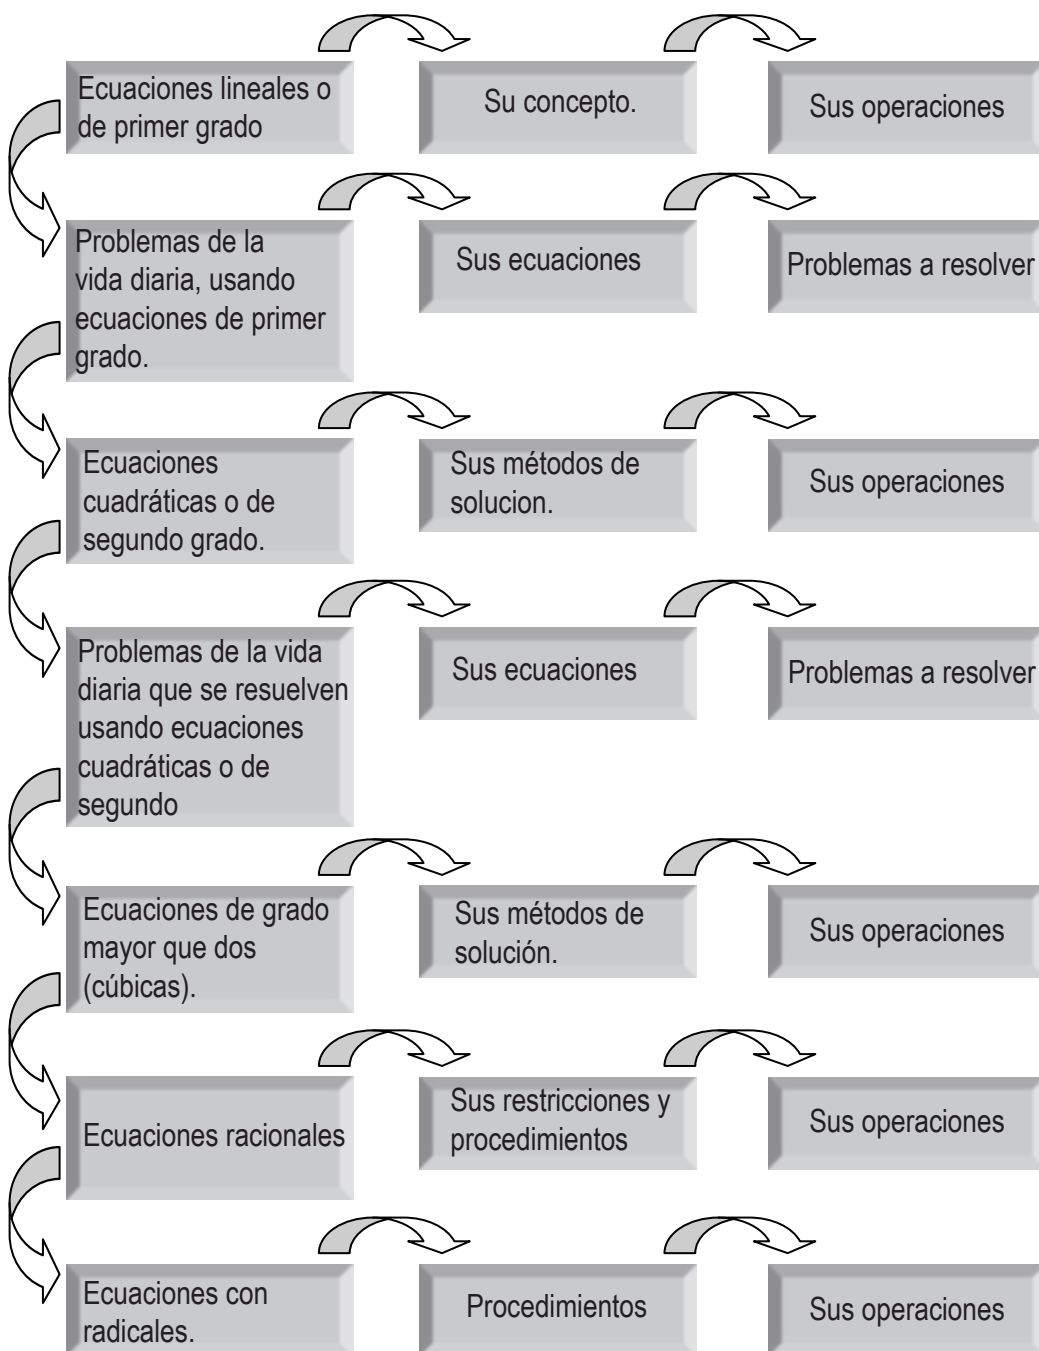 Ecuaciones lineales o
de primer grado
Su concepto.
Sus operaciones
Problemas de la
vida diaria, usando
ecuaciones de primer
grado.
Sus ecuaciones
Problemas a resolver
Ecuaciones
cuadráticas o de
segundo grado.
Sus métodos de
solucion.
Sus operaciones
Problemas de la vida
diaria que se resuelven
usando ecuaciones
cuadráticas o de
segundo
Sus ecuaciones
Problemas a resolver
Ecuaciones de grado
mayor que dos
(cúbicas).
Sus métodos de
solución.
Sus operaciones
Ecuaciones racionales
Sus restricciones y
procedimientos
Sus operaciones
Ecuaciones con
radicales.
Procedimientos
Sus operaciones